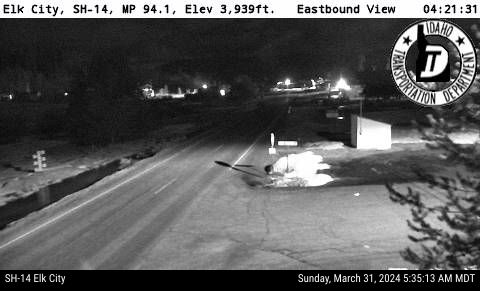 Elk City, SH-14, MP 94.1, Elev 3,939ft. Eastbound View 04:21:31
IDAHO
TRANSPORTATION DEPARTMENT
SH-14 Elk City Sunday, March 31, 2024 5:35:13 AM MDT